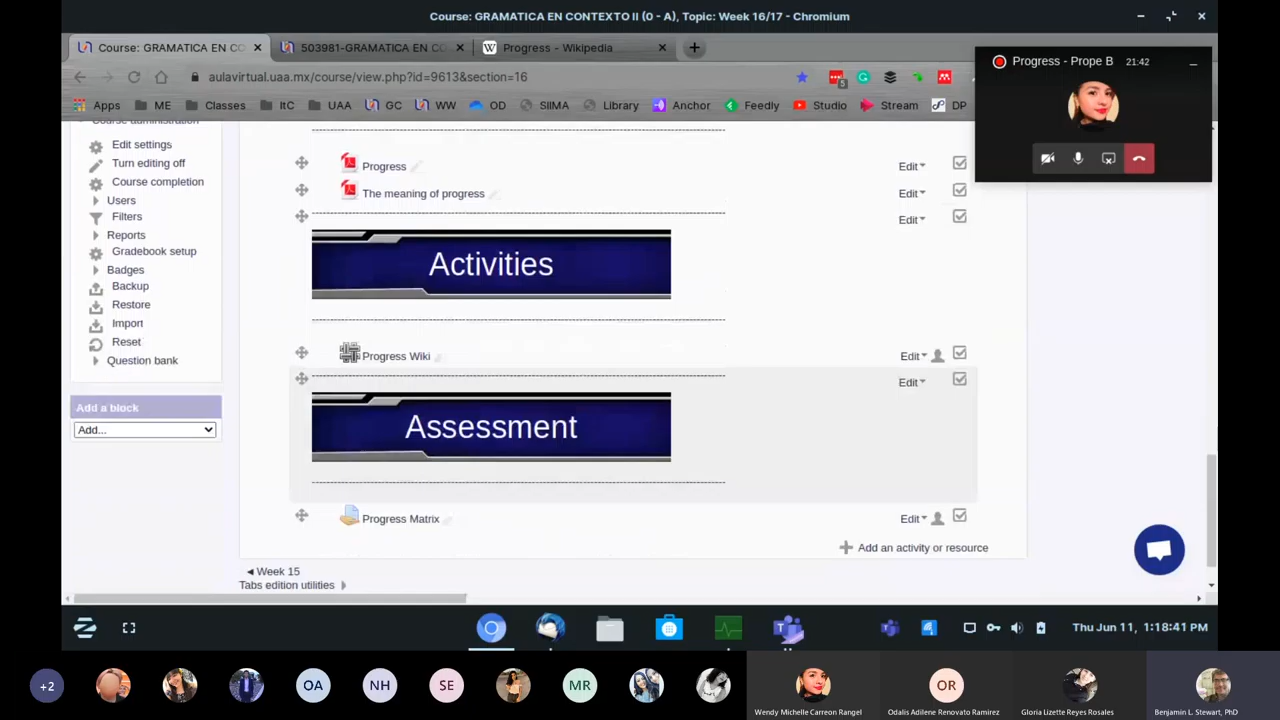 Course: GRAMATICA EN CONTEXTO II (0 - A), Topic: Week 16/17 - Chromium
Course: GRAMATICA EN CO
503981-GRAMATICA EN CO
W Progress - Wikipedia
aulavirtual.uaa.mx/course/view.php?id=9613&section=16
5
Apps ME Classes ItC UAA GC WW OD SIIMA Library Anchor Feedly Studio Stream DP
Progress - Prope B 21:42
Course administration
Edit settings
Turn editing off
Course completion
Users
Filters
Reports
Gradebook setup
Badges
Backup
Restore
Import
Reset
Question bank
Add a block
Add...
Progress Edit
The meaning of progress Edit
Edit
Activities
Progress Wiki Edit
Edit
Assessment
Progress Matrix Edit
Add an activity or resource
Week 15
Tabs edition utilities
Thu Jun 11, 1:18:41 PM
+2 OA NH SE MR OR
Wendy Michelle Carreon Rangel
Odalis Adilene Renovato Ramirez
Gloria Lizette Reyes Rosales
Benjamin L. Stewart, PhD